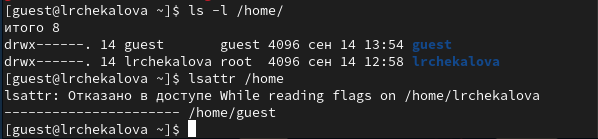 [guest@lrchekalova ~]$ ls -l /home/
итого 8
drwx------. 14 guest       guest 4096 сен 14 13:54 guest
drwx------. 14 lrchekalova root  4096 сен 14 12:58 lrchekalova
[guest@lrchekalova ~]$ lsattr /home
lsattr: Отказано в доступе While reading flags on /home/lrchekalova
---------------------- /home/guest
[guest@lrchekalova ~]$